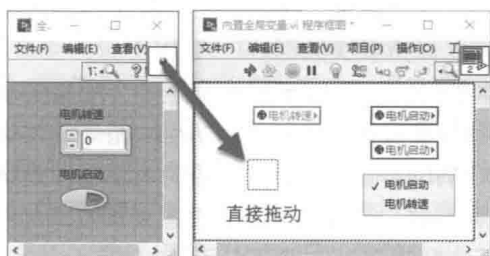 全.
文件(F) 编辑(E) 查看(V)
电机转速
0
电机启动
内置全局变量.vi 程序框图 *
文件(F) 编辑(E) 查看(V) 项目(P) 操作(O) 工
2
电机转速
电机启动
电机启动
✓ 电机启动
电机转速
直接拖动